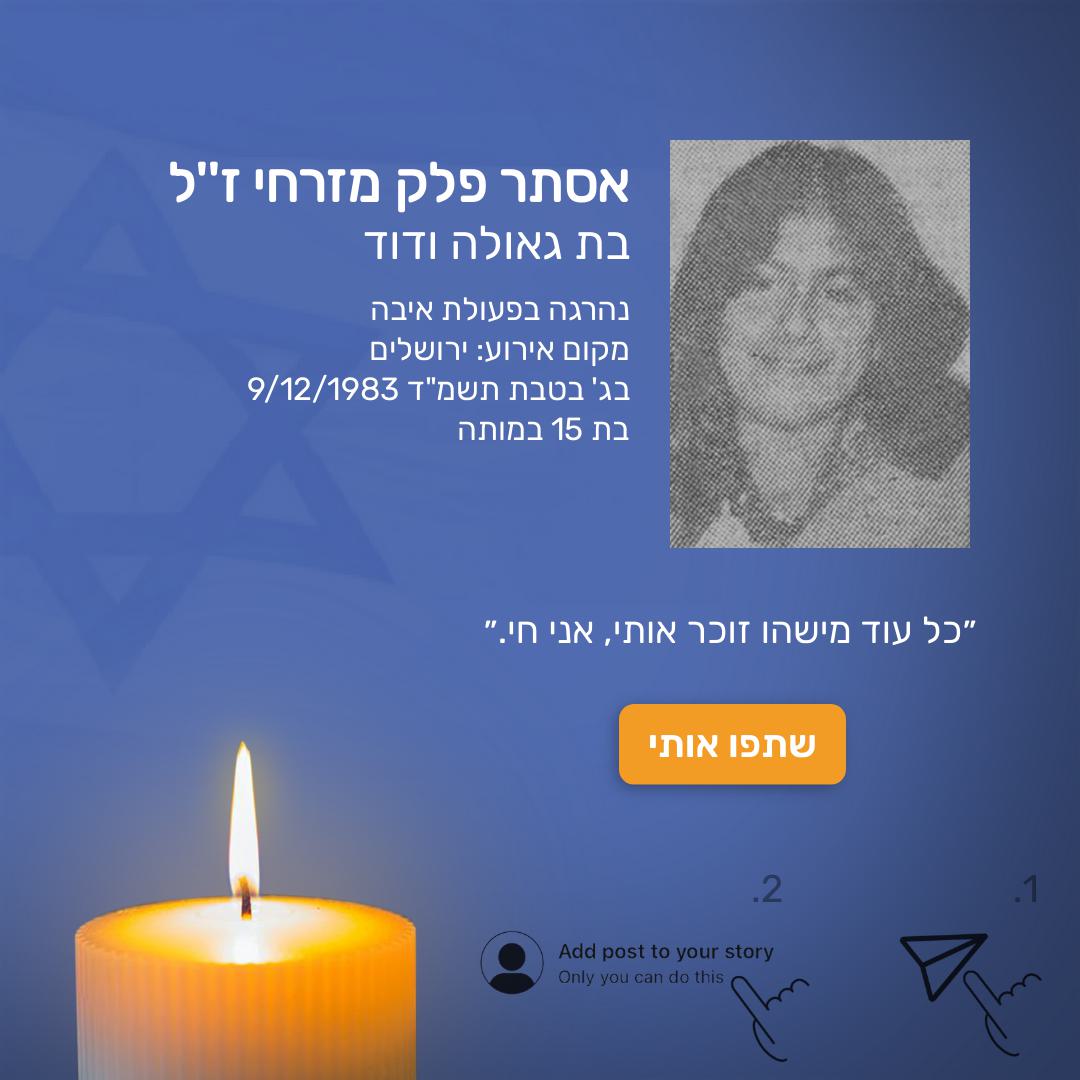 אסתר פלק מזרחי ז"ל
בת גאולה ודוד
נהרגה בפעולת איבה
מקום אירוע: ירושלים
בג' בטבת תשמ"ד 9/12/1983
בת 15 במותה
״כל עוד מישהו זוכר אותי, אני חי.״
שתפו אותי
.1
.2
Add post to your story
Only you can do this